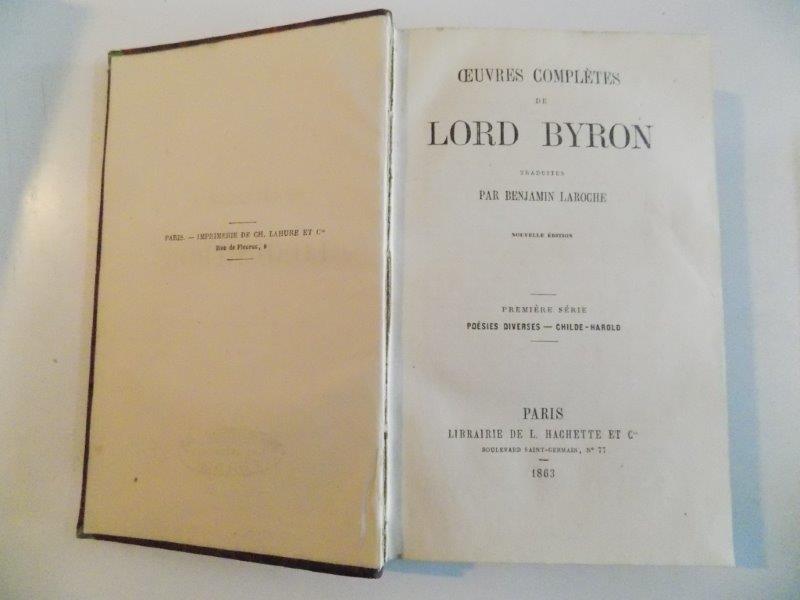 PARIS. — IMPRIMERIE DE CH. LAHURE ET Cie
Rue de Fleurus, 9
ŒUVRES COMPLÈTES
DE
LORD BYRON
TRADUITES
PAR BENJAMIN LAROCHE
NOUVELLE ÉDITION
PREMIÈRE SÉRIE
POÉSIES DIVERSES — CHILDE-HAROLD
PARIS
LIBRAIRIE DE L. HACHETTE ET Cie
BOULEVARD SAINT-GERMAIN, No 77
1863